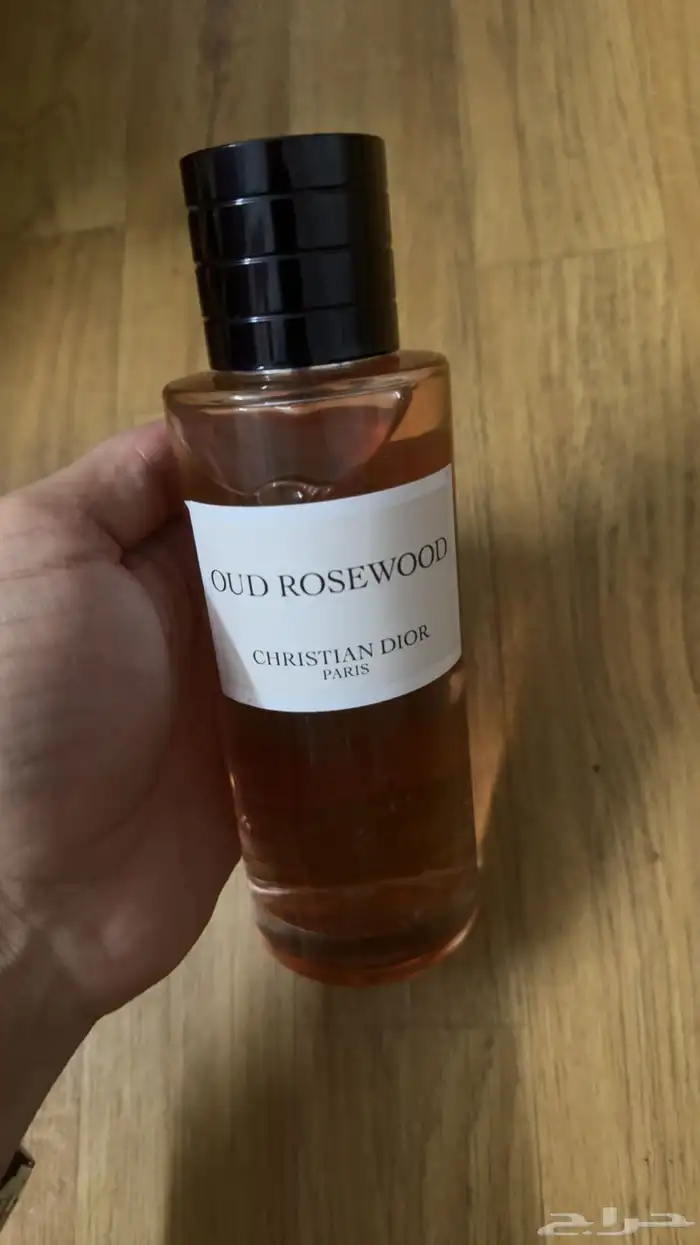 OUD ROSEWOOD
CHRISTIAN DIOR
PARIS
حراج